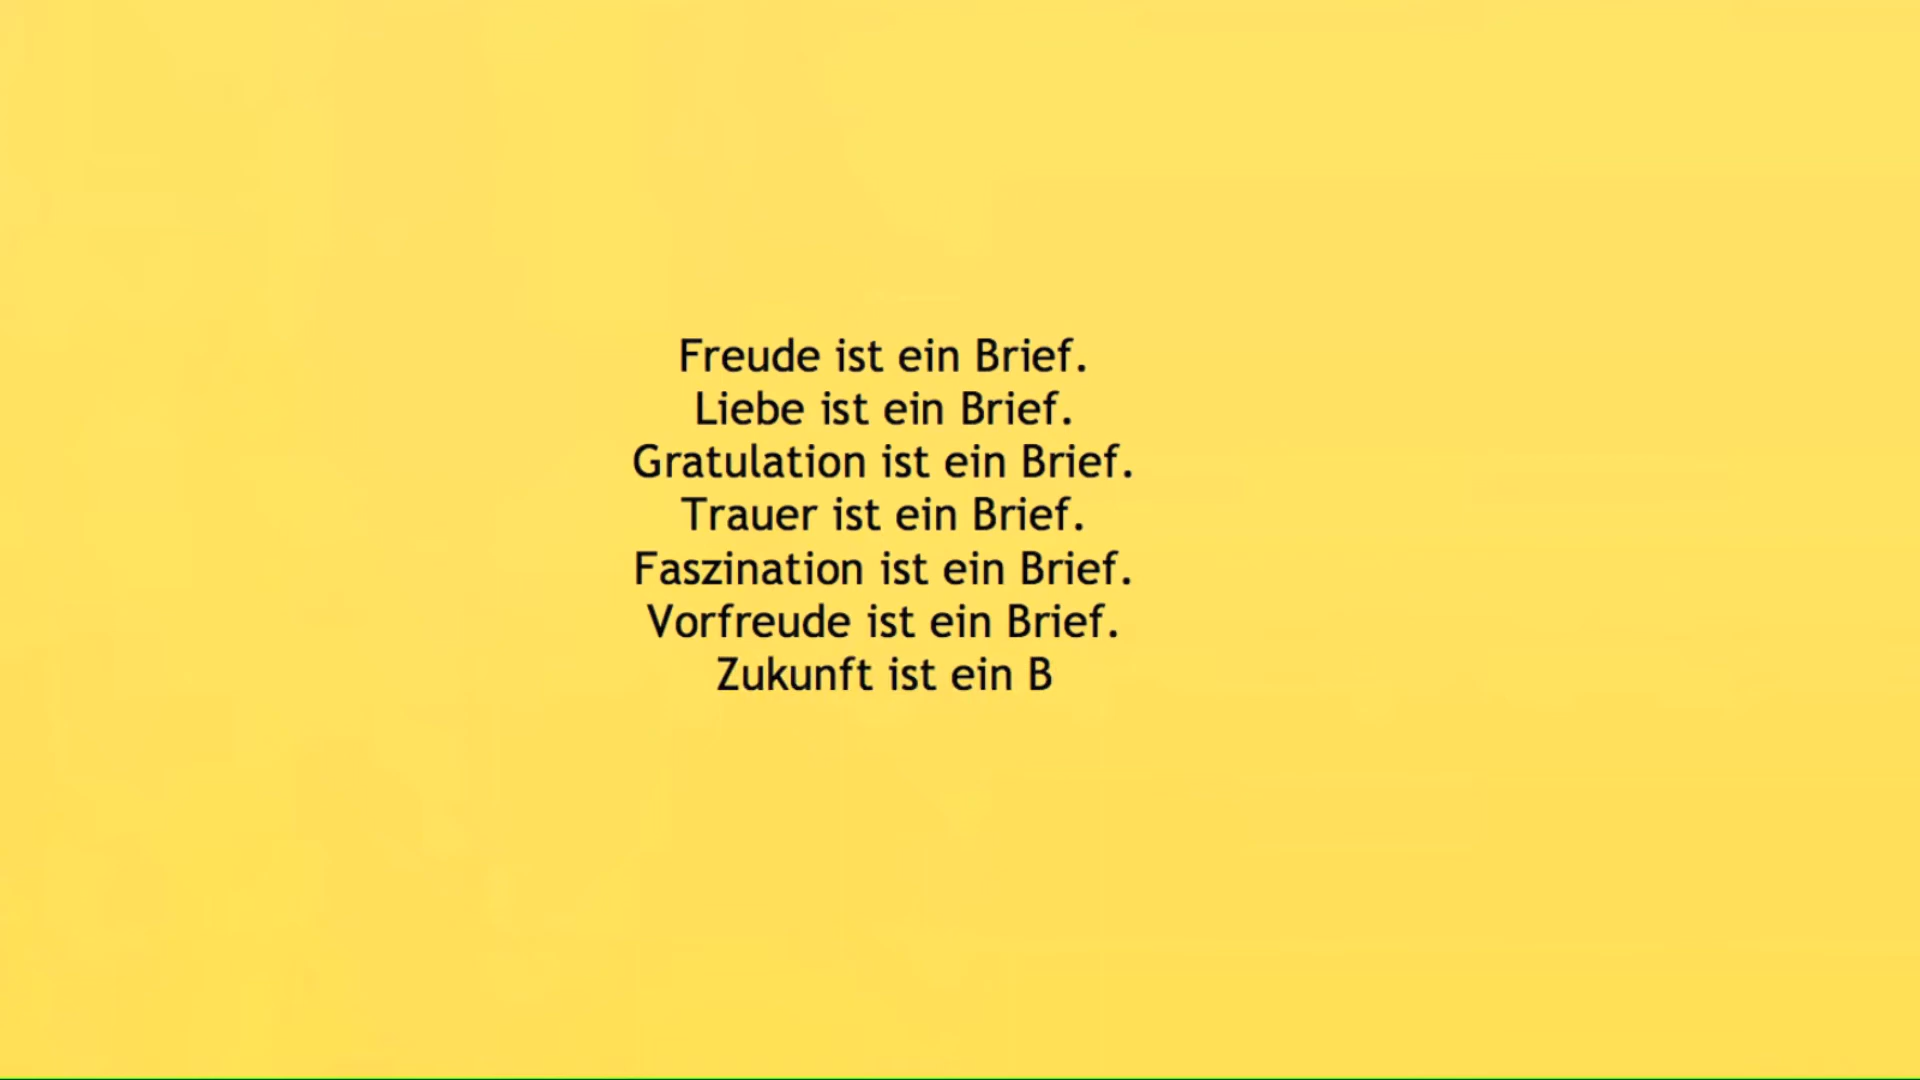 Freude ist ein Brief.
Liebe ist ein Brief.
Gratulation ist ein Brief.
Trauer ist ein Brief.
Faszination ist ein Brief.
Vorfreude ist ein Brief.
Zukunft ist ein B